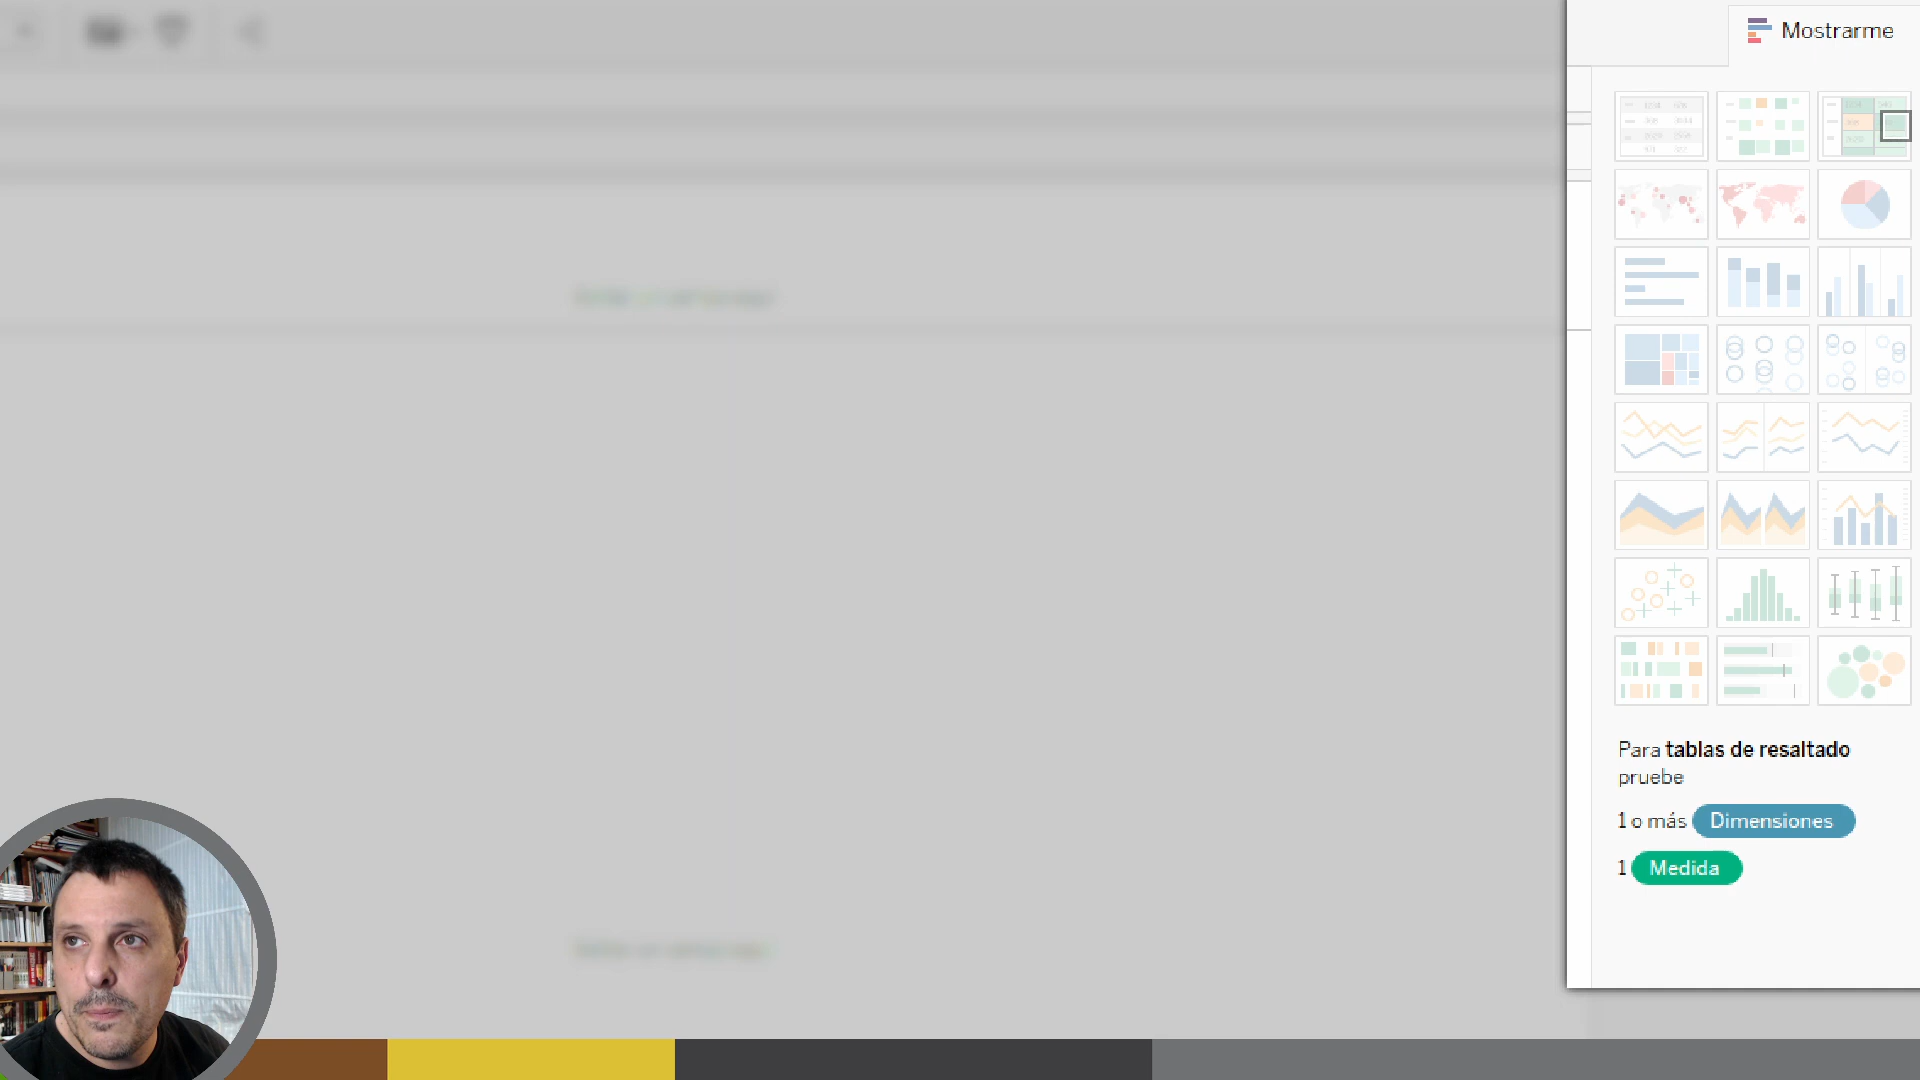 Mostrarme
Para tablas de resaltado
pruebe
1 o más Dimensiones
1 Medida